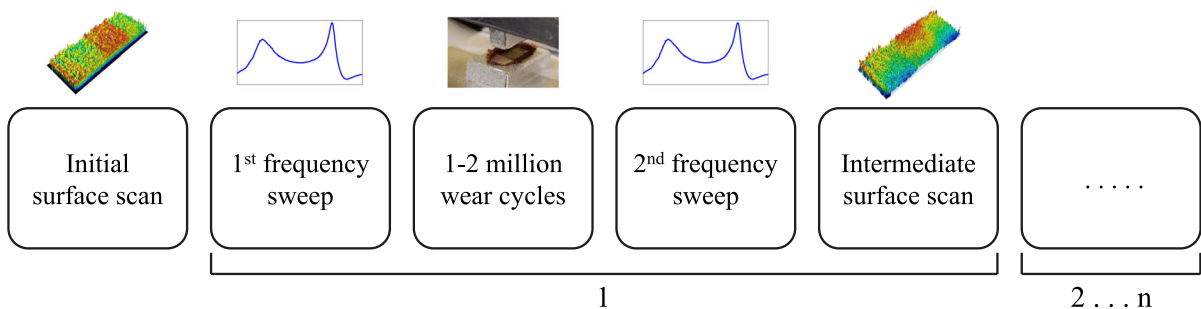 Initial
surface scan
1st frequency
sweep
1-2 million
wear cycles
2nd frequency
sweep
Intermediate
surface scan
. . . . .
1
2 . . . n